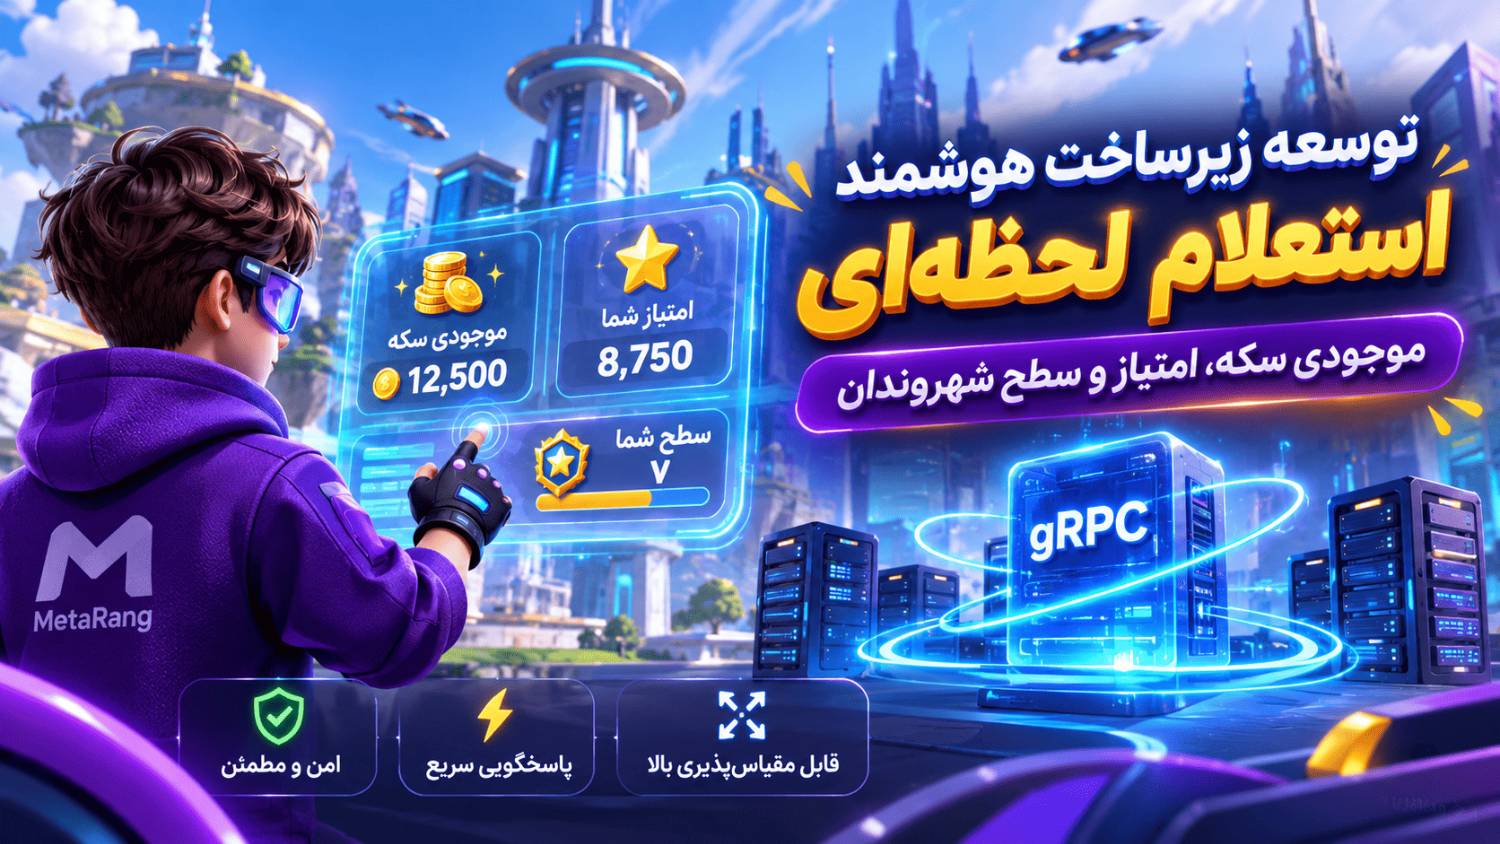 توسعه زیرساخت هوشمند
استعلام لحظه‌ای
موجودی سکه، امتیاز و سطح شهروندان
امتیاز شما
8,750
موجودی سکه
12,500
سطح شما
۷
gRPC
MetaRang
قابل مقیاس‌پذیری بالا
پاسخگویی سریع
امن و مطمئن